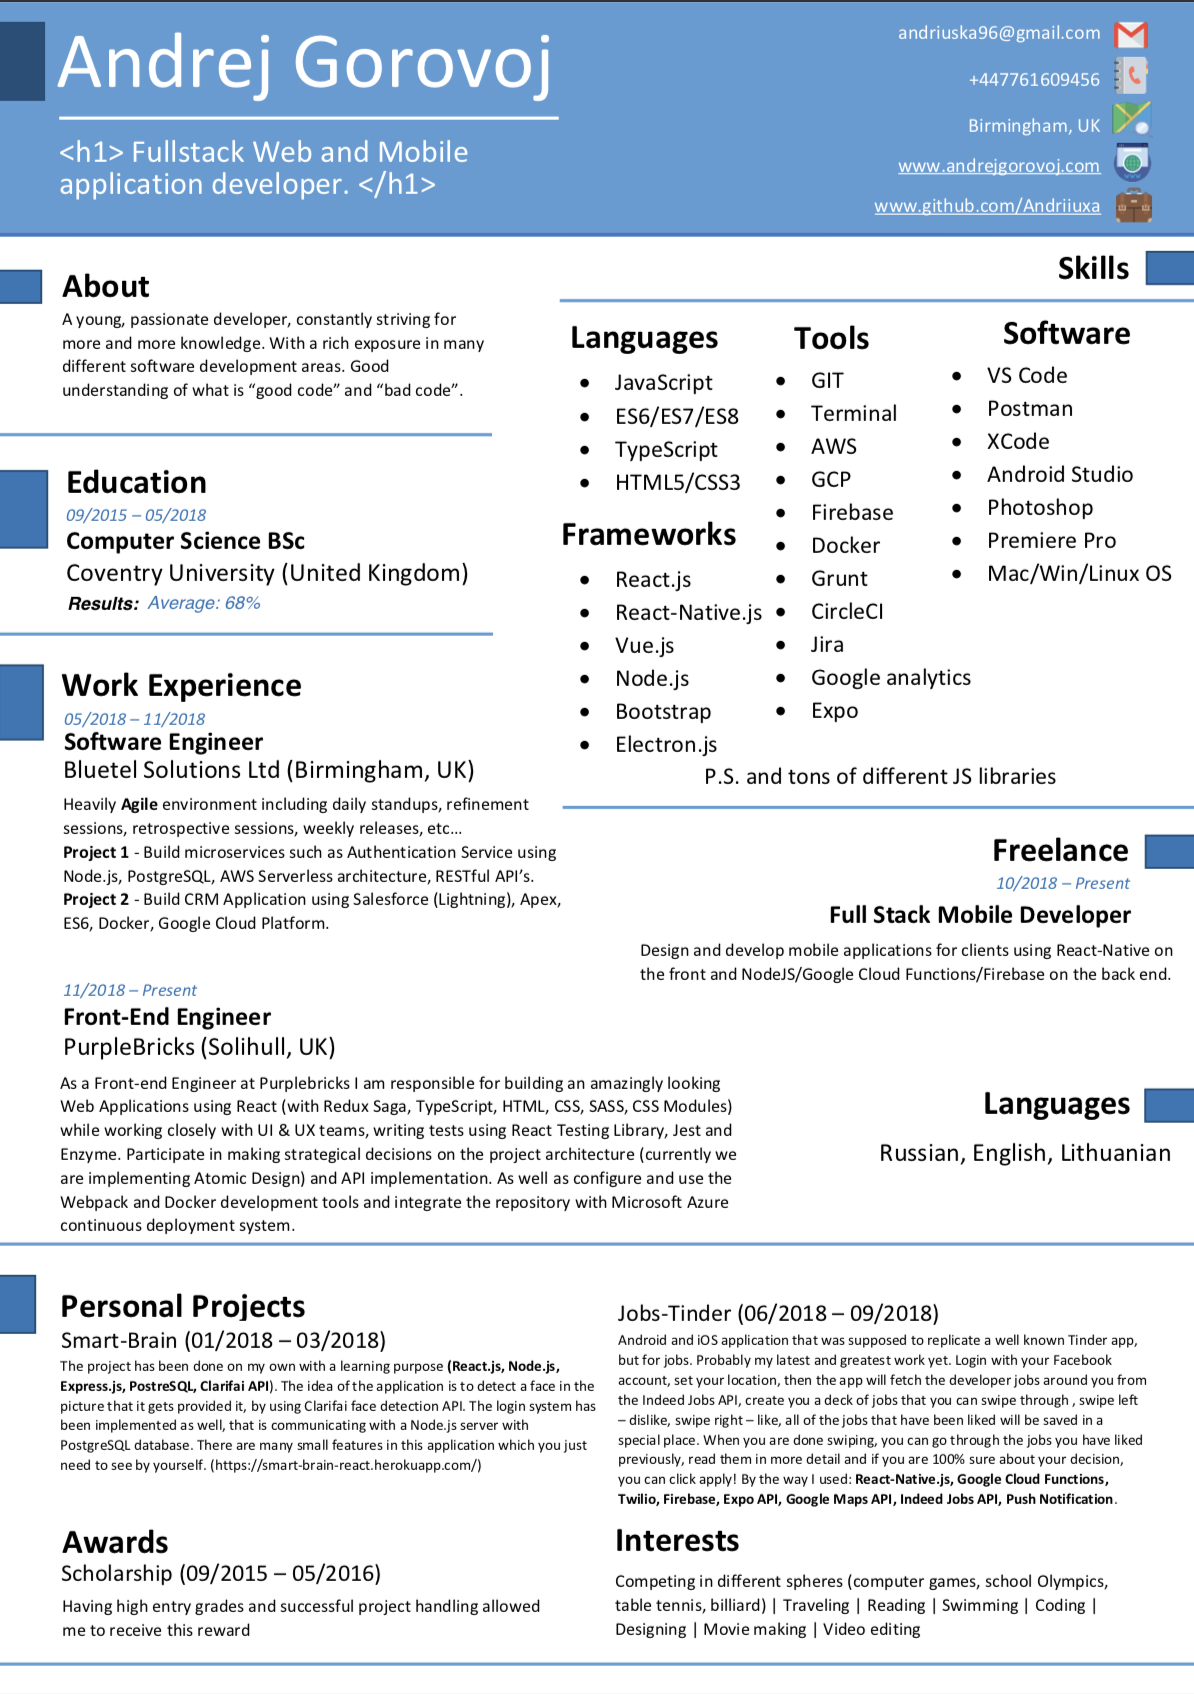 Andrej Gorovoj
<h1> Fullstack Web and Mobile
application developer. </h1>
andriuska96@gmail.com
+447761609456
Birmingham, UK
www.andrejgorovoj.com
www.github.com/Andriiuxa
About
A young, passionate developer, constantly striving for
more and more knowledge. With a rich exposure in many
different software development areas. Good
understanding of what is “good code” and “bad code”.
Education
09/2015 – 05/2018
Computer Science BSc
Coventry University (United Kingdom)
Results: Average: 68%
Work Experience
05/2018 – 11/2018
Software Engineer
Bluetel Solutions Ltd (Birmingham, UK)
Heavily Agile environment including daily standups, refinement
sessions, retrospective sessions, weekly releases, etc...
Project 1 - Build microservices such as Authentication Service using
Node.js, PostgreSQL, AWS Serverless architecture, RESTful API’s.
Project 2 - Build CRM Application using Salesforce (Lightning), Apex,
ES6, Docker, Google Cloud Platform.
11/2018 – Present
Front-End Engineer
PurpleBricks (Solihull, UK)
As a Front-end Engineer at Purplebricks I am responsible for building an amazingly looking
Web Applications using React (with Redux Saga, TypeScript, HTML, CSS, SASS, CSS Modules)
while working closely with UI & UX teams, writing tests using React Testing Library, Jest and
Enzyme. Participate in making strategical decisions on the project architecture (currently we
are implementing Atomic Design) and API implementation. As well as configure and use the
Webpack and Docker development tools and integrate the repository with Microsoft Azure
continuous deployment system.
Skills
Languages
• JavaScript
• ES6/ES7/ES8
• TypeScript
• HTML5/CSS3
Frameworks
• React.js
• React-Native.js
• Vue.js
• Node.js
• Bootstrap
• Electron.js
Tools
• GIT
• Terminal
• AWS
• GCP
• Firebase
• Docker
• Grunt
• CircleCI
• Jira
• Google analytics
• Expo
Software
• VS Code
• Postman
• XCode
• Android Studio
• Photoshop
• Premiere Pro
• Mac/Win/Linux OS
P.S. and tons of different JS libraries
Freelance
10/2018 – Present
Full Stack Mobile Developer
Design and develop mobile applications for clients using React-Native on
the front and NodeJS/Google Cloud Functions/Firebase on the back end.
Languages
Russian, English, Lithuanian
Personal Projects
Smart-Brain (01/2018 – 03/2018)
The project has been done on my own with a learning purpose (React.js, Node.js,
Express.js, PostreSQL, Clarifai API). The idea of the application is to detect a face in the
picture that it gets provided it, by using Clarifai face detection API. The login system has
been implemented as well, that is communicating with a Node.js server with
PostgreSQL database. There are many small features in this application which you just
need to see by yourself. (https://smart-brain-react.herokuapp.com/)
Jobs-Tinder (06/2018 – 09/2018)
Android and iOS application that was supposed to replicate a well known Tinder app,
but for jobs. Probably my latest and greatest work yet. Login with your Facebook
account, set your location, then the app will fetch the developer jobs around you from
the Indeed Jobs API, create you a deck of jobs that you can swipe through , swipe left
– dislike, swipe right – like, all of the jobs that have been liked will be saved in a
special place. When you are done swiping, you can go through the jobs you have liked
previously, read them in more detail and if you are 100% sure about your decision,
you can click apply! By the way I used: React-Native.js, Google Cloud Functions,
Twilio, Firebase, Expo API, Google Maps API, Indeed Jobs API, Push Notification.
Awards
Scholarship (09/2015 – 05/2016)
Having high entry grades and successful project handling allowed
me to receive this reward
Interests
Competing in different spheres (computer games, school Olympics,
table tennis, billiard) | Traveling | Reading | Swimming | Coding |
Designing | Movie making | Video editing